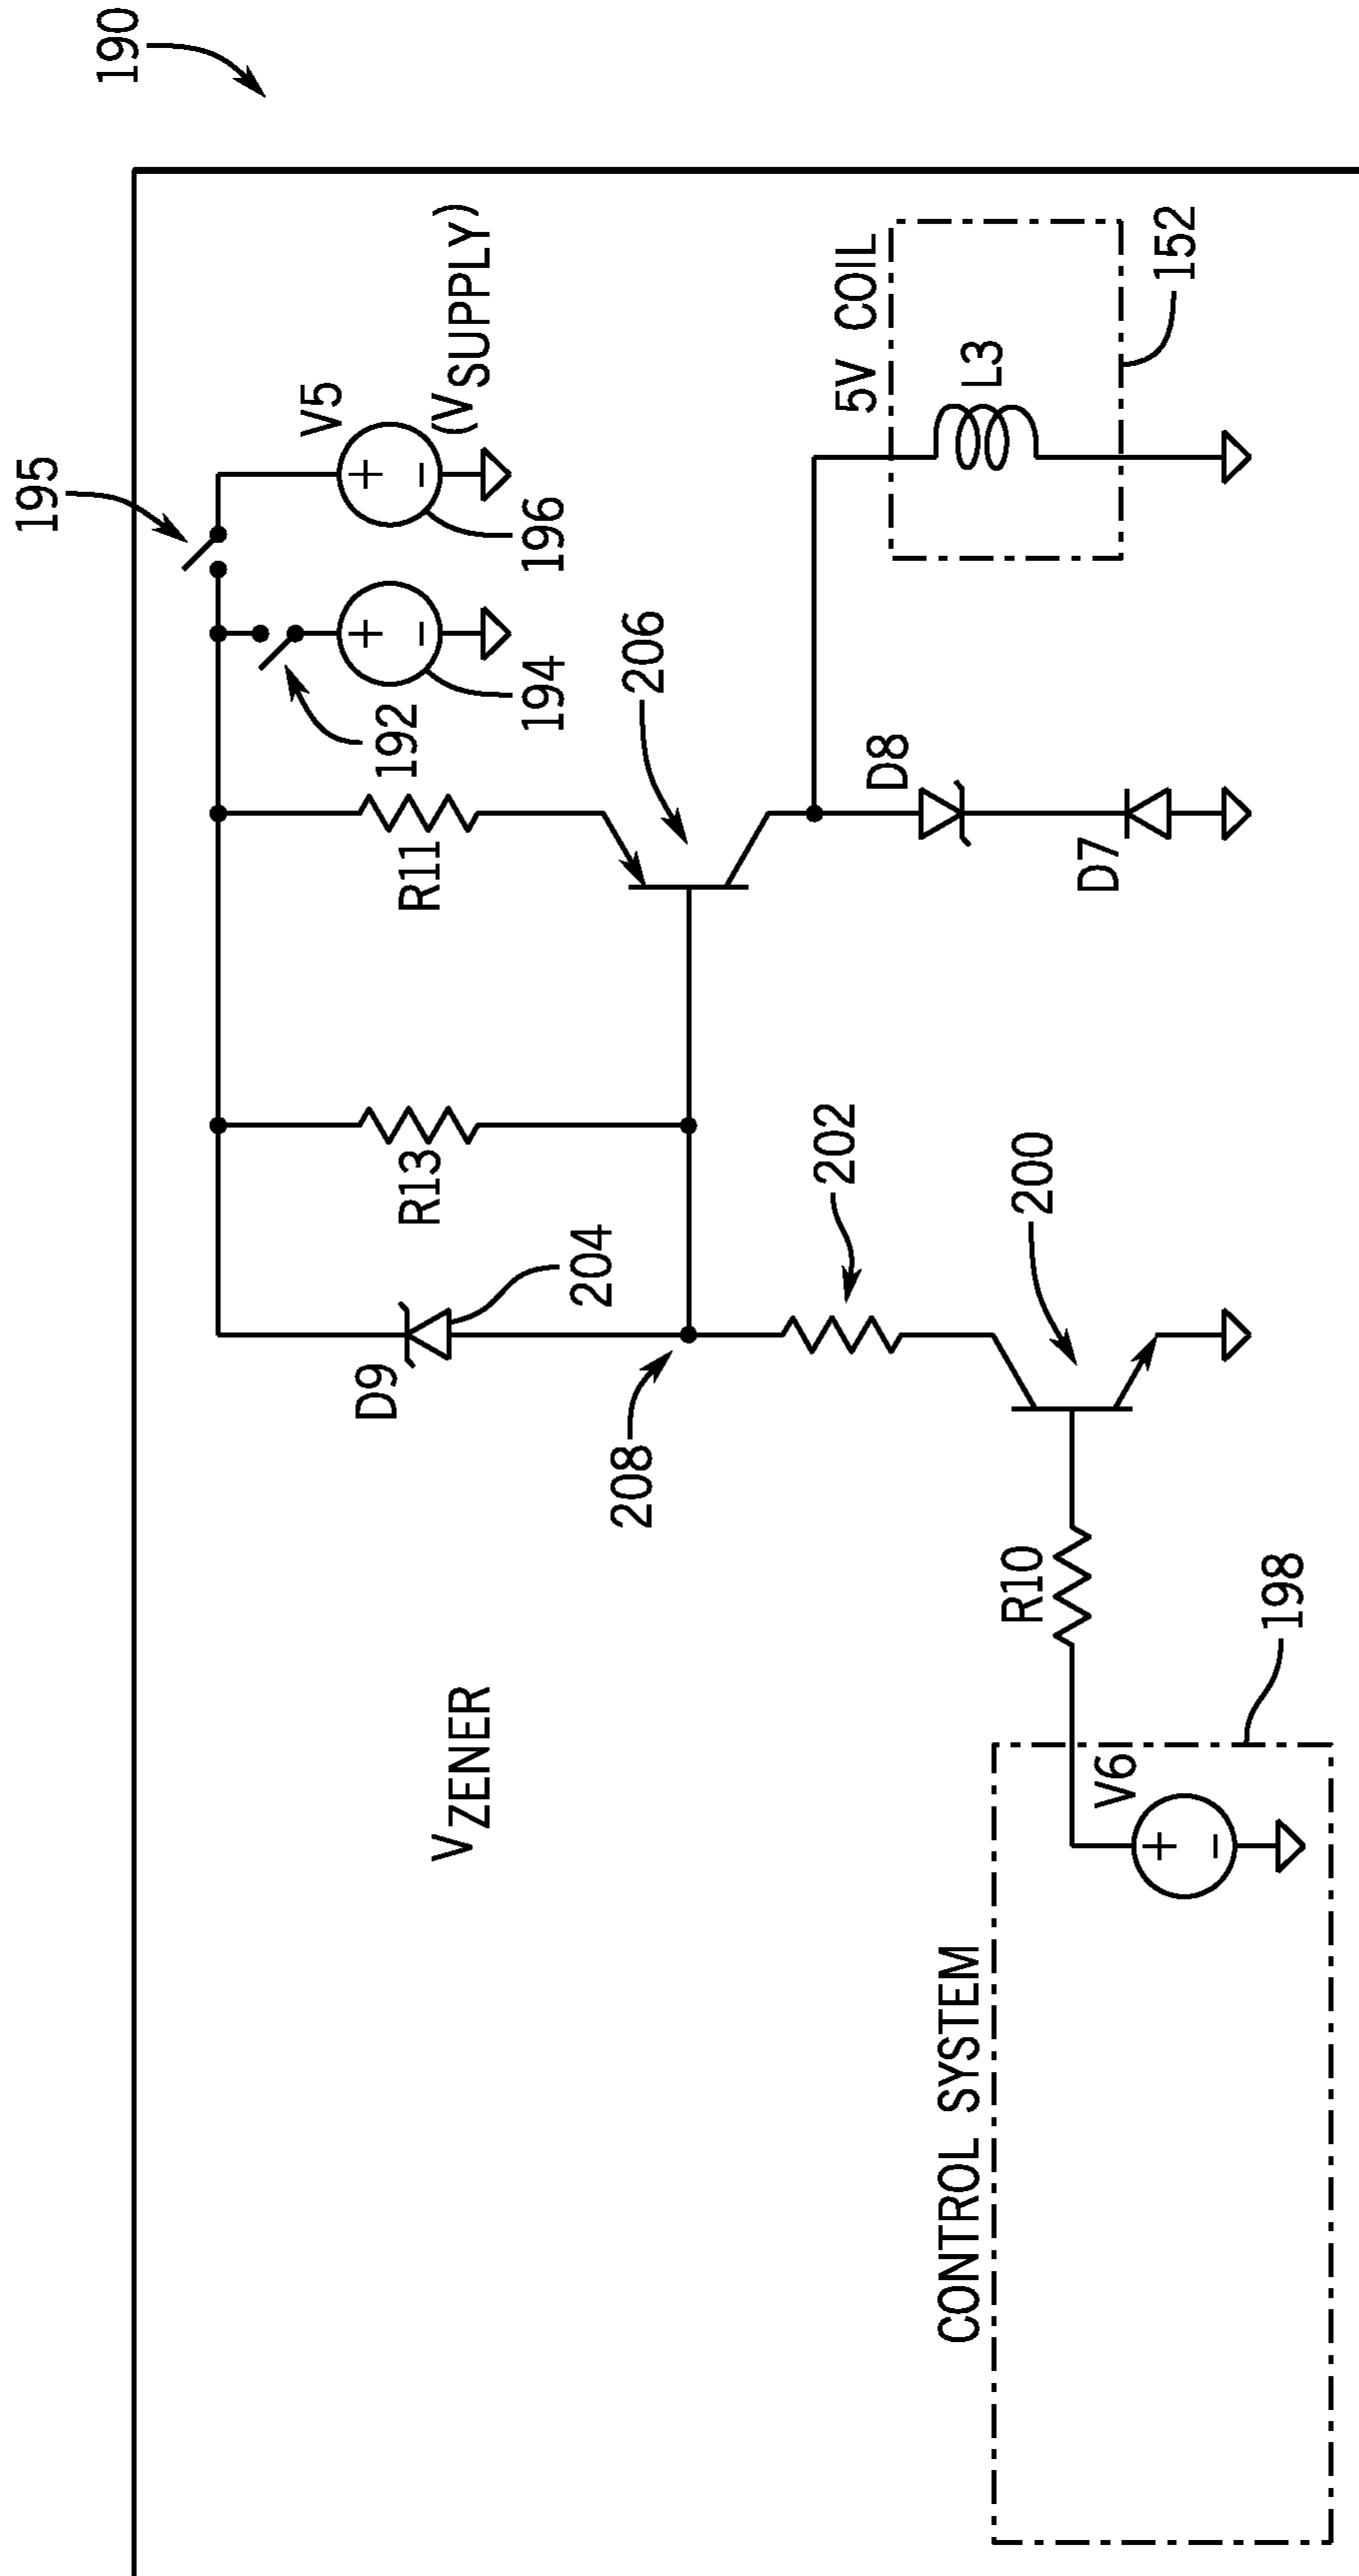 190
195
V5
(VSUPPLY)
196
192
194
R11
206
5V COIL
L3
152
D8
D7
R13
D9
204
208
202
200
R10
VZENER
CONTROL SYSTEM
V6
198
+
−
+
−
+
−